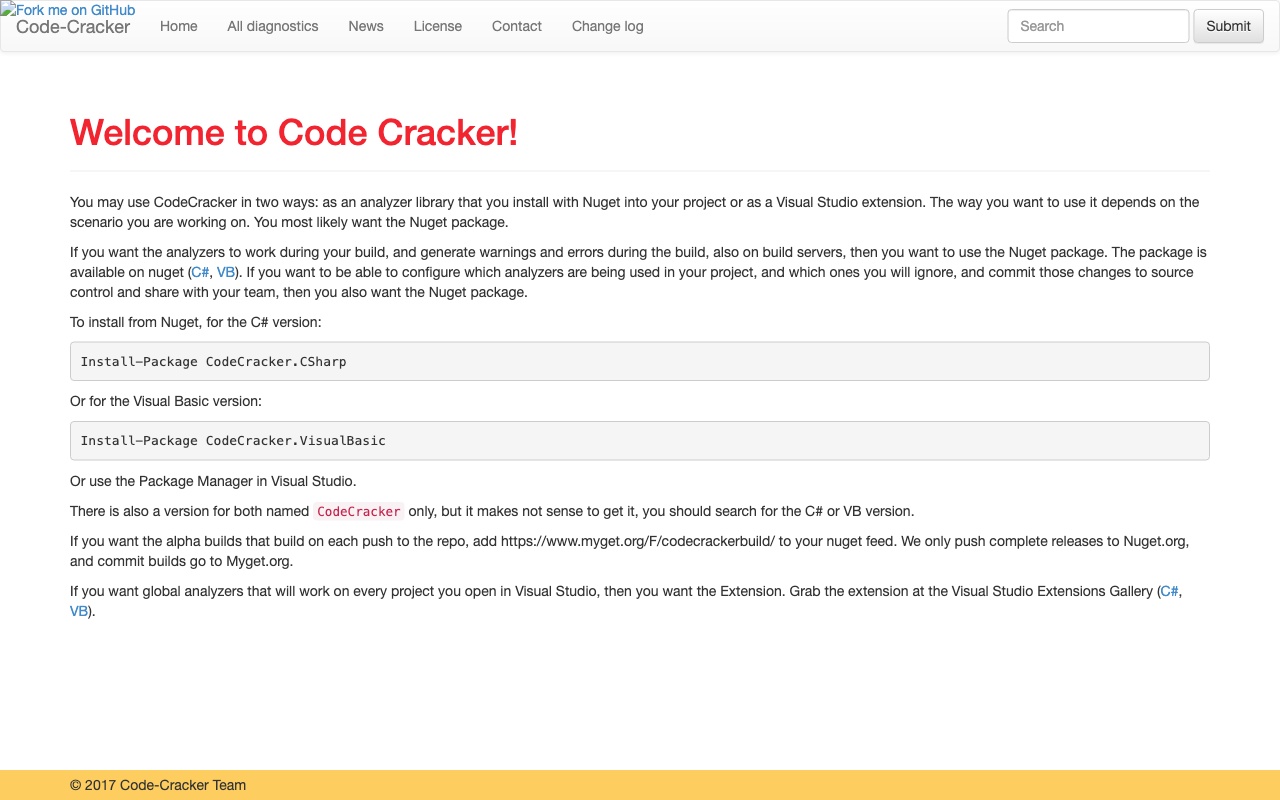 Fork me on GitHub
Code-Cracker Home All diagnostics News License Contact Change log Search Submit
Welcome to Code Cracker!
You may use CodeCracker in two ways: as an analyzer library that you install with Nuget into your project or as a Visual Studio extension. The way you want to use it depends on the
scenario you are working on. You most likely want the Nuget package.
If you want the analyzers to work during your build, and generate warnings and errors during the build, also on build servers, then you want to use the Nuget package. The package is
available on nuget (C#, VB). If you want to be able to configure which analyzers are being used in your project, and which ones you will ignore, and commit those changes to source
control and share with your team, then you also want the Nuget package.
To install from Nuget, for the C# version:
Install-Package CodeCracker.CSharp
Or for the Visual Basic version:
Install-Package CodeCracker.VisualBasic
Or use the Package Manager in Visual Studio.
There is also a version for both named CodeCracker only, but it makes not sense to get it, you should search for the C# or VB version.
If you want the alpha builds that build on each push to the repo, add https://www.myget.org/F/codecrackerbuild/ to your nuget feed. We only push complete releases to Nuget.org,
and commit builds go to Myget.org.
If you want global analyzers that will work on every project you open in Visual Studio, then you want the Extension. Grab the extension at the Visual Studio Extensions Gallery (C#,
VB).
© 2017 Code-Cracker Team